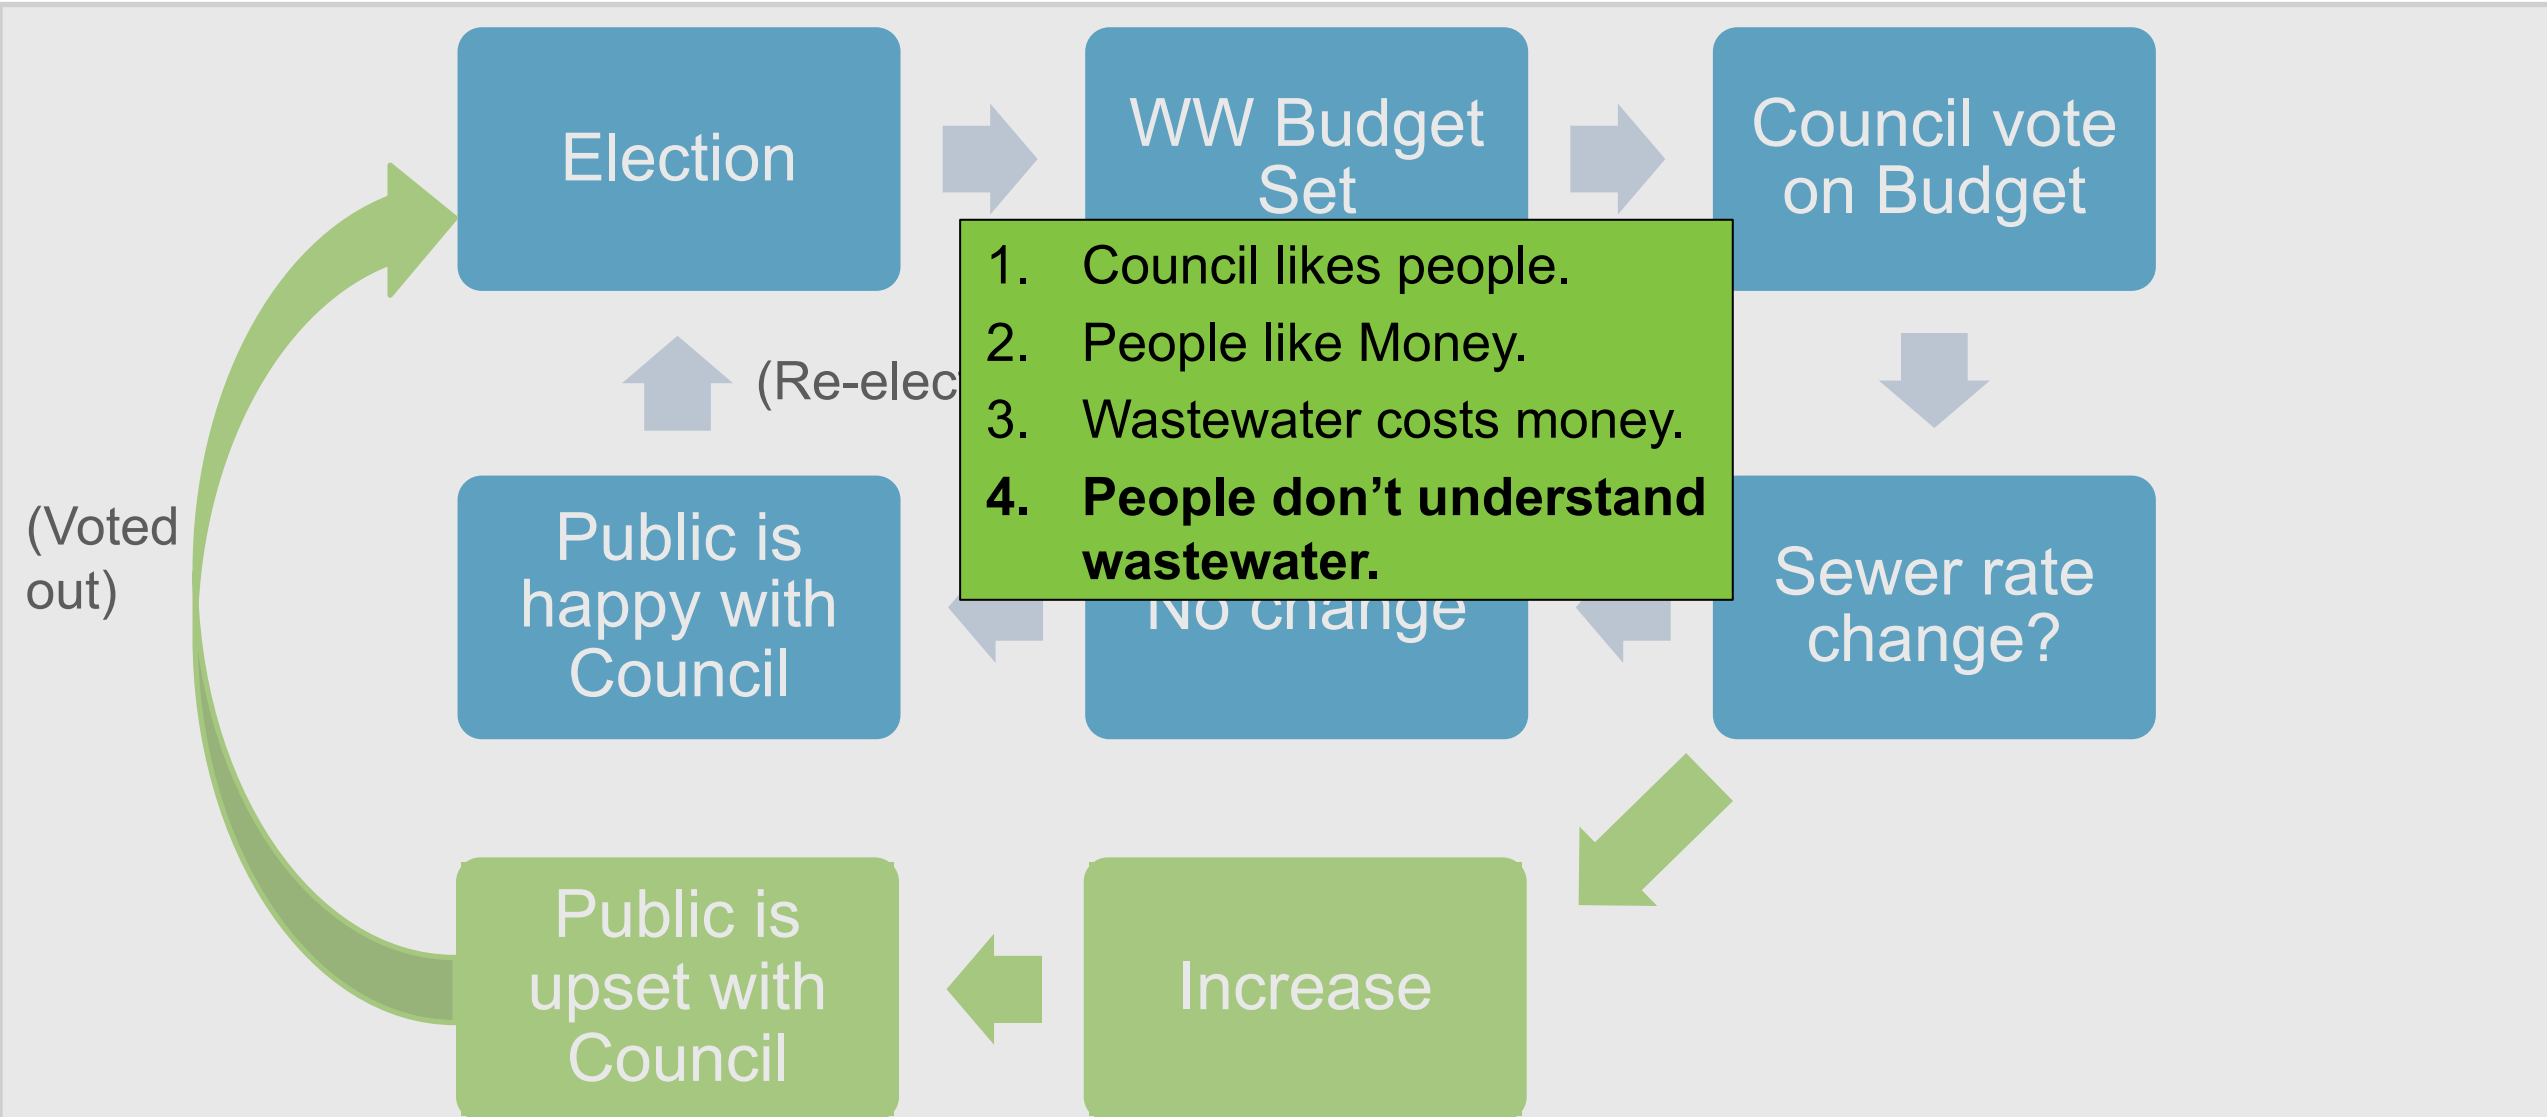 Election
WW Budget
Set
Council vote
on Budget
1. Council likes people.
2. People like Money.
3. Wastewater costs money.
4. People don’t understand
wastewater.
(Re-elec
(Voted
out)
Public is
happy with
Council
No change
Sewer rate
change?
Public is
upset with
Council
Increase